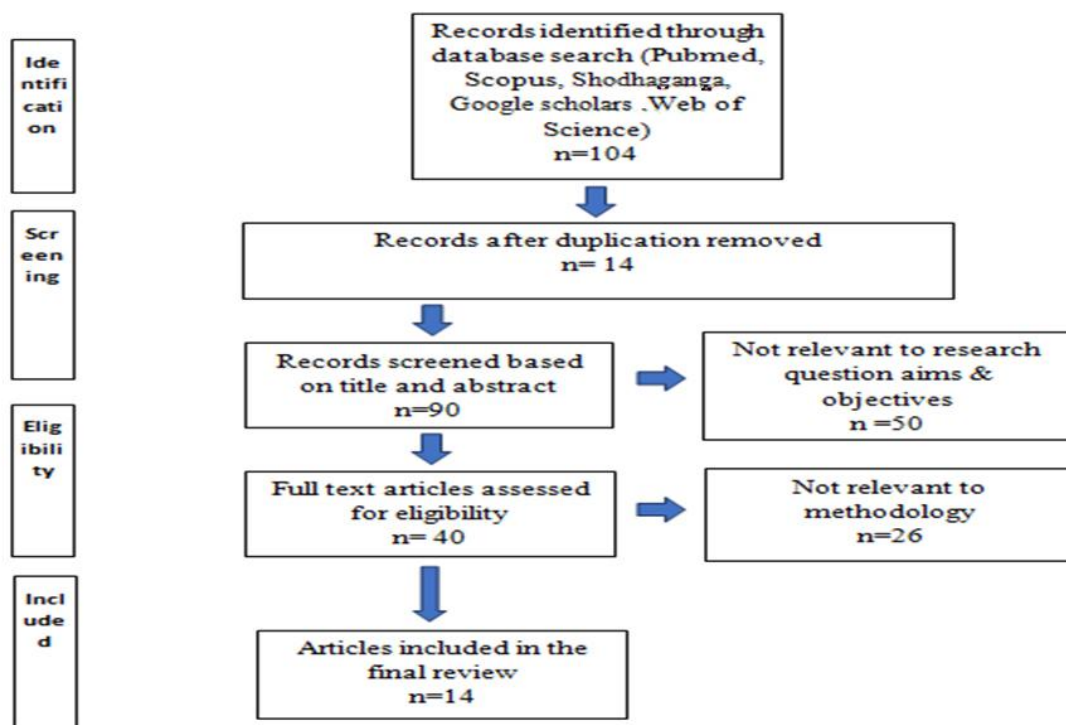 Ide
ntifi
cati
on
Records identified through
database search (Pubmed,
Scopus, Shodhaganga,
Google scholars .Web of
Science)
n=104
Scr
een
ing
Records after duplication removed
n= 14
Records screened based
on title and abstract
n=90
Not relevant to research
question aims &
objectives
n =50
Elig
ibili
ty
Full text articles assessed
for eligibility
n= 40
Not relevant to
methodology
n=26
Incl
ude
d
Articles included in the
final review
n=14